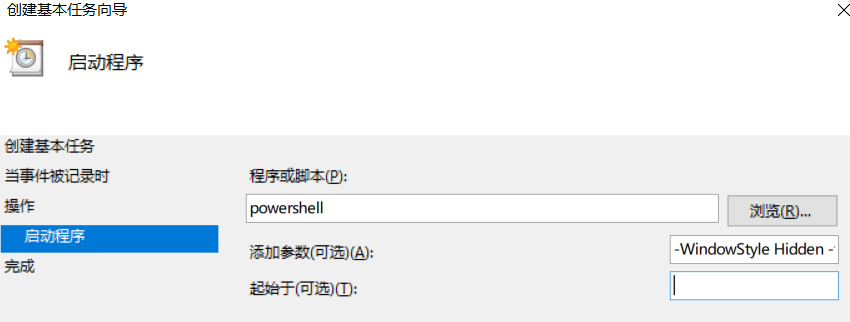 创建基本任务向导
启动程序
创建基本任务
当事件被记录时
操作
启动程序
完成
程序或脚本(P):
powershell
浏览(R)...
添加参数(可选)(A):
-WindowStyle Hidden -
起始于(可选)(T):